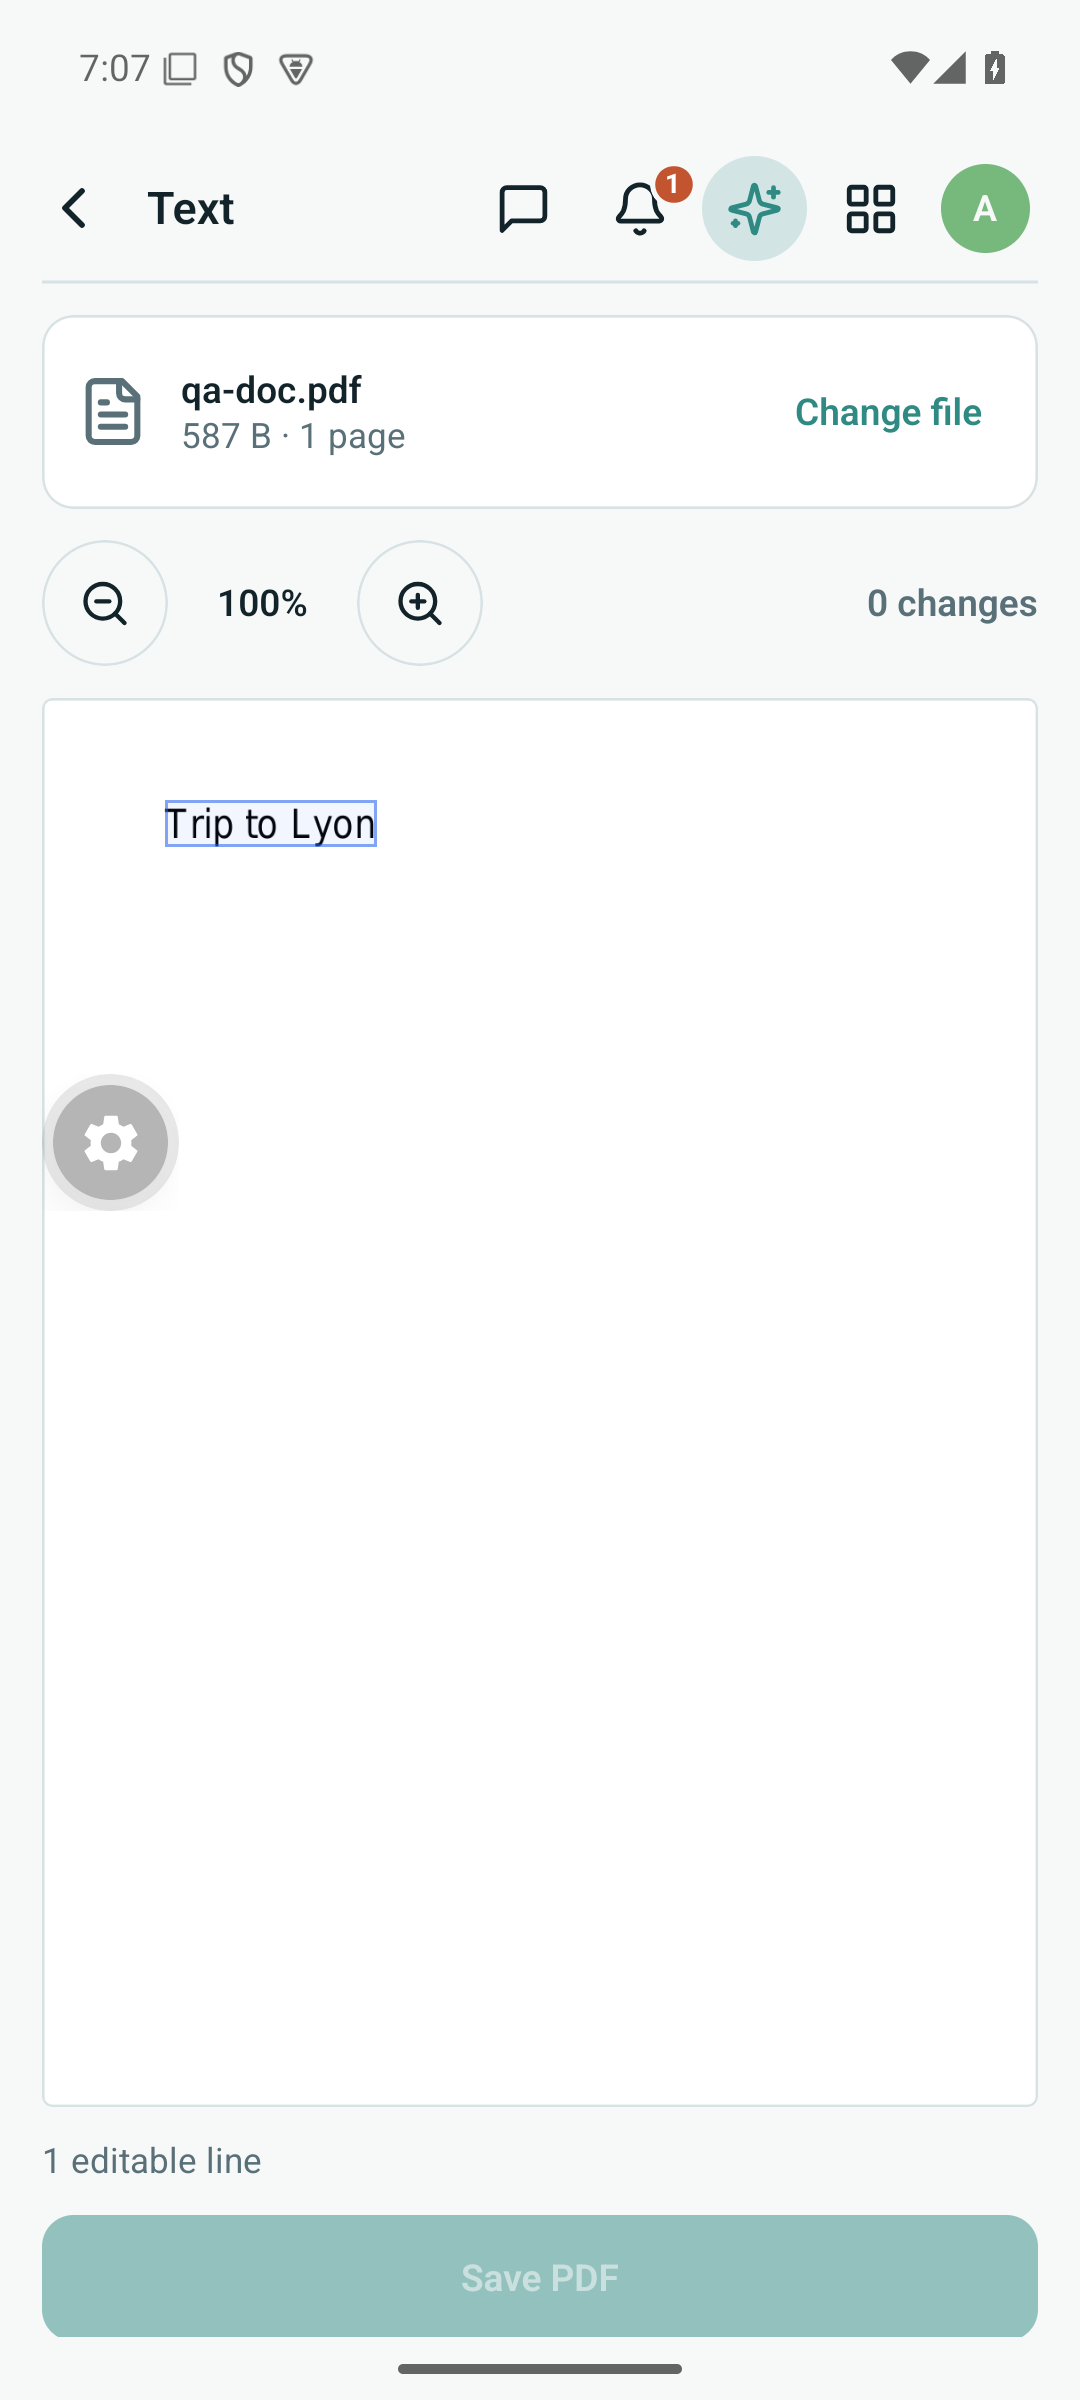 7:07
Text
1
A
qa-doc.pdf
587 B · 1 page
Change file
100%
0 changes
Trip to Lyon
1 editable line
Save PDF